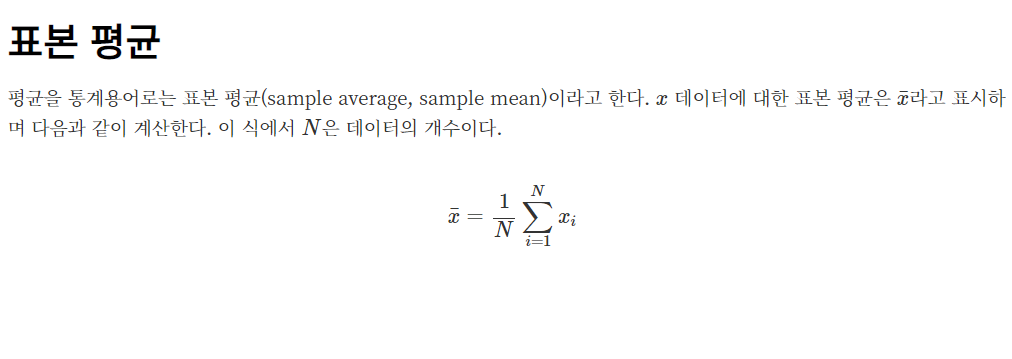 표본 평균
평균을 통계용어로는 표본 평균(sample average, sample mean)이라고 한다. x 데이터에 대한 표본 평균은 x̄라고 표시하
며 다음과 같이 계산한다. 이 식에서 N은 데이터의 개수이다.
x̄ = \frac{1}{N} \sum_{i=1}^{N} x_i